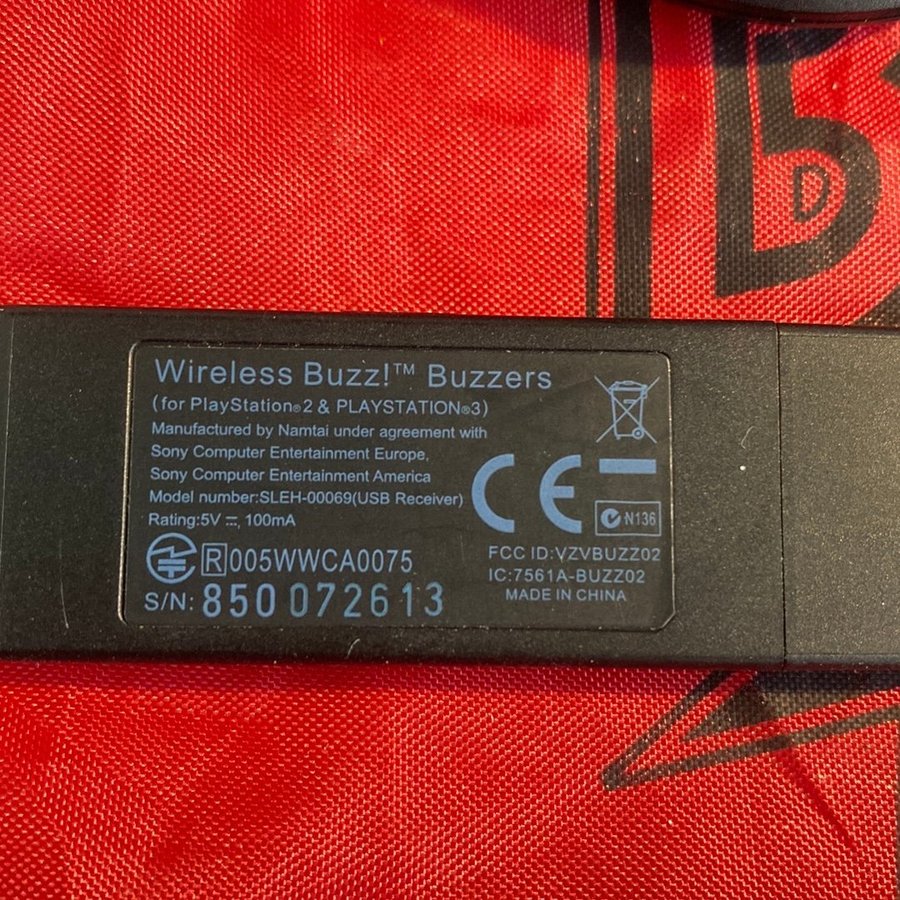 Wireless Buzz!™ Buzzers
(for PlayStation®2 & PLAYSTATION®3)
Manufactured by Namtai under agreement with
Sony Computer Entertainment Europe,
Sony Computer Entertainment America
Model number:SLEH-00069(USB Receiver)
Rating:5V ⎓, 100mA
CE
N136
R 005WWCA0075
FCC ID:VZVBUZZ02
IC:7561A-BUZZ02
MADE IN CHINA
S/N: 850072613